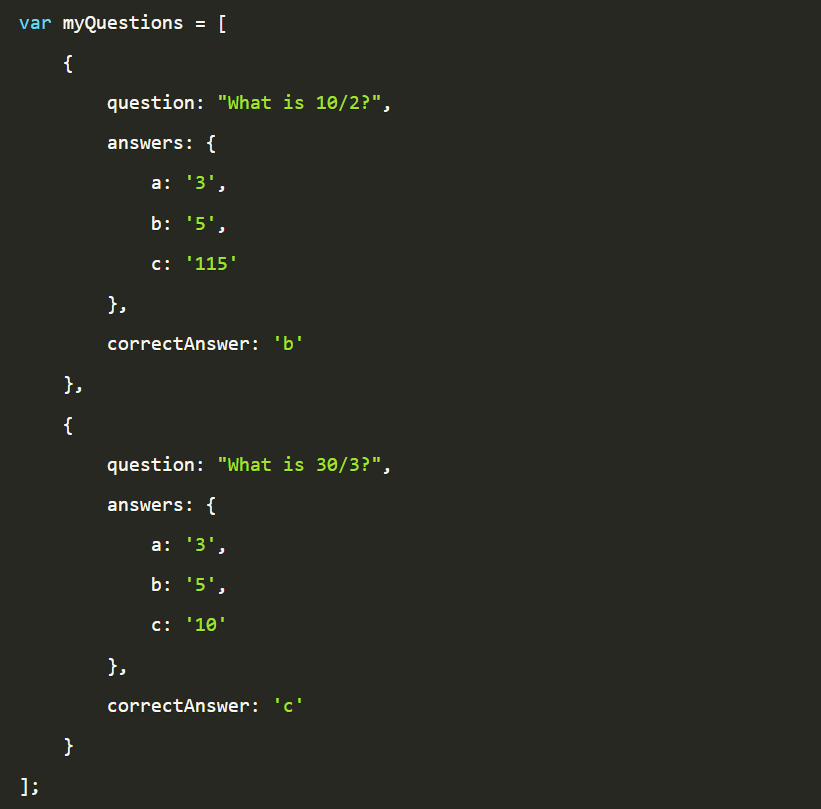 var myQuestions = [
    {
        question: "What is 10/2?",
        answers: {
            a: '3',
            b: '5',
            c: '115'
        },
        correctAnswer: 'b'
    },
    {
        question: "What is 30/3?",
        answers: {
            a: '3',
            b: '5',
            c: '10'
        },
        correctAnswer: 'c'
    }
];